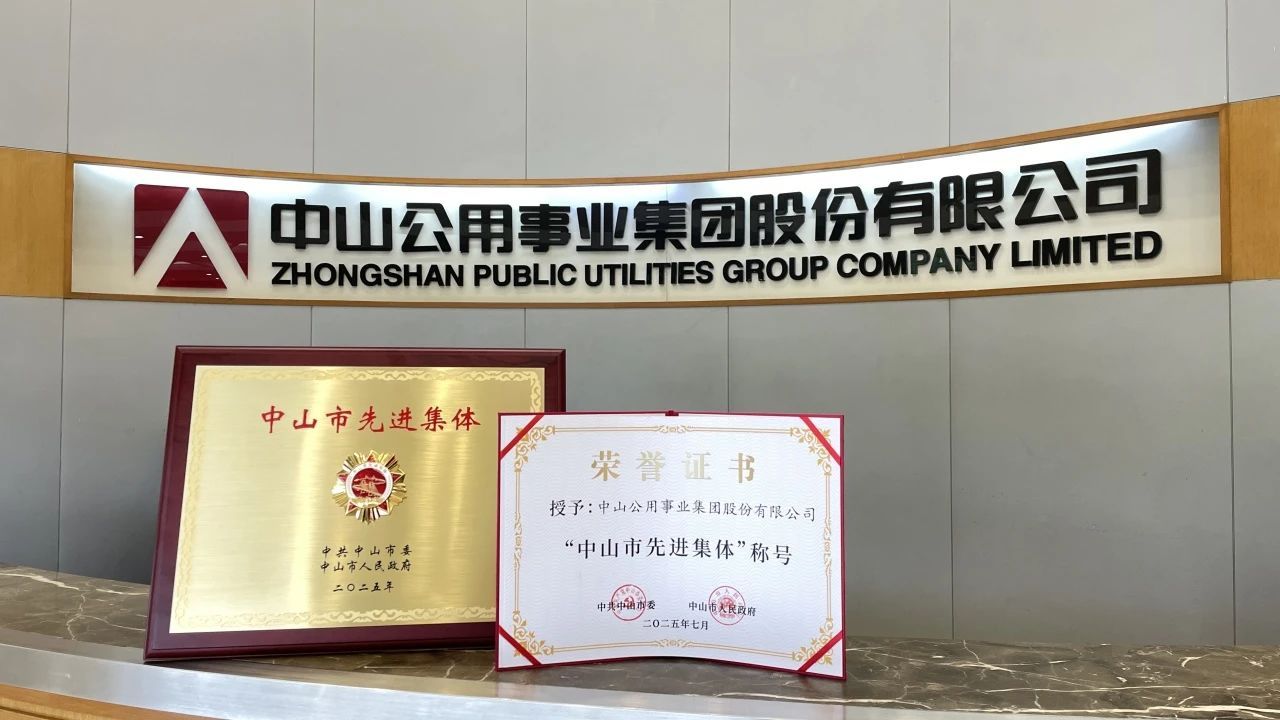 中山公用事业集团股份有限公司
ZHONGSHAN PUBLIC UTILITIES GROUP COMPANY LIMITED
中山市先进集体
中共中山市委
中山市人民政府
二〇二五年
荣誉证书
授予：中山公用事业集团股份有限公司
“中山市先进集体”称号
中共中山市委 中山市人民政府
二〇二五年七月